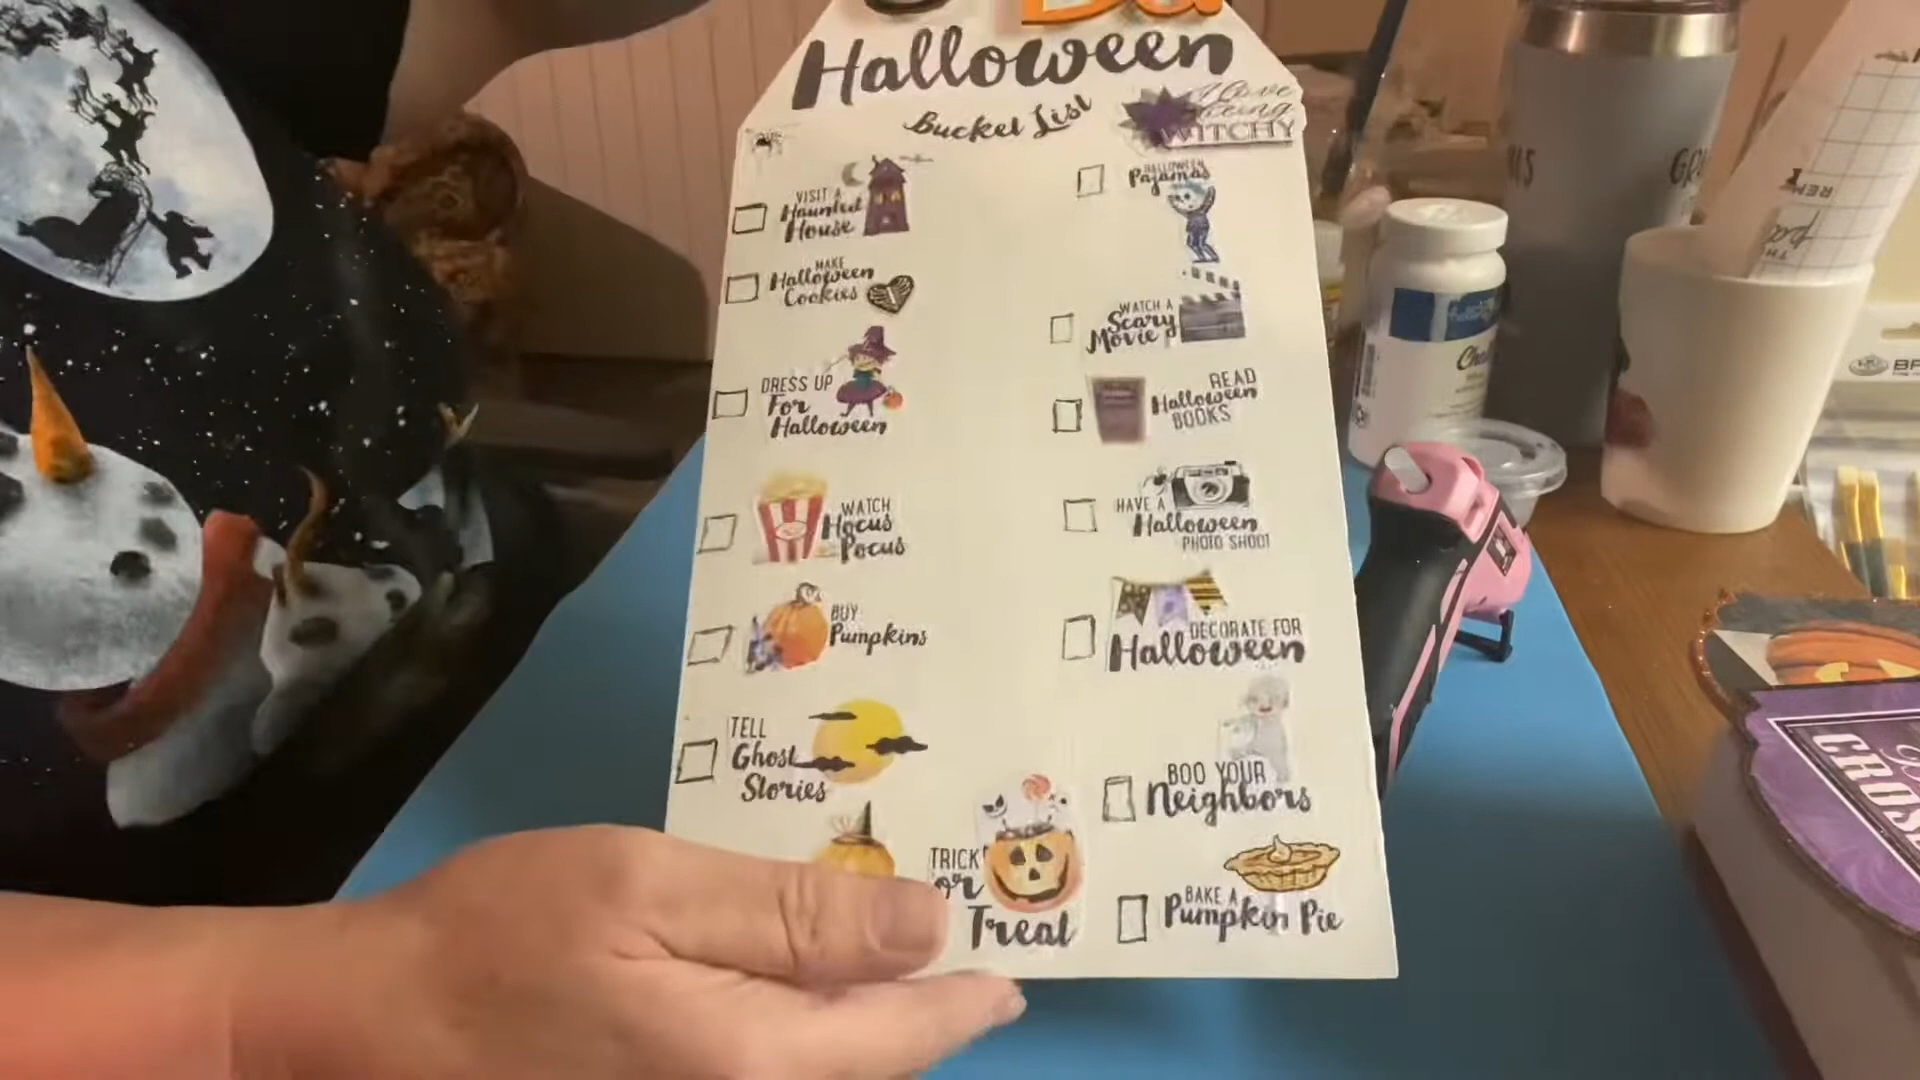 Halloween
Bucket List
I Love
Being
WITCHY
VISIT A
Haunted
House
MAKE
Halloween
Cookies
DRESS UP
For
Halloween
WATCH
Hocus
Pocus
BUY
Pumpkins
TELL
Ghost
Stories
TRICK
or
Treat
HALLOWEEN
Pajamas
WATCH A
Scary
Movie
READ
Halloween
BOOKS
HAVE A
Halloween
PHOTO SHOOT
DECORATE FOR
Halloween
BOO YOUR
Neighbors
BAKE A
Pumpkin Pie